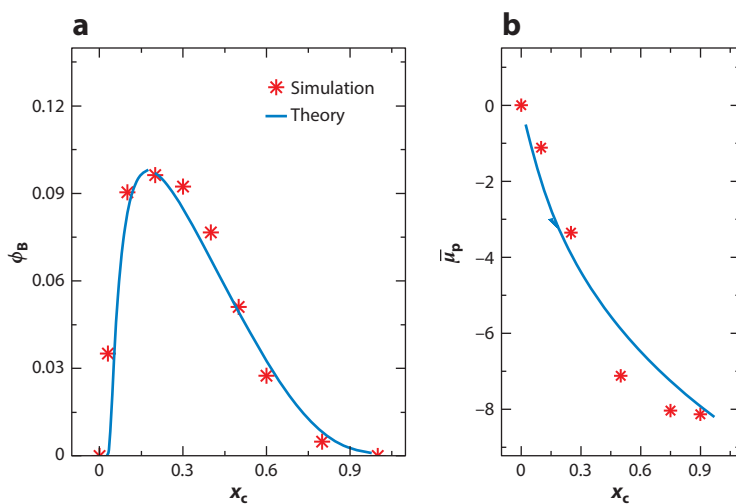 a
0.12
0.09
0.06
0.03
0
ϕB
Simulation
Theory
0 0.3 0.6 0.9
xc
b
0
−2
−4
−6
−8
μ̄p
0 0.3 0.6 0.9
xc